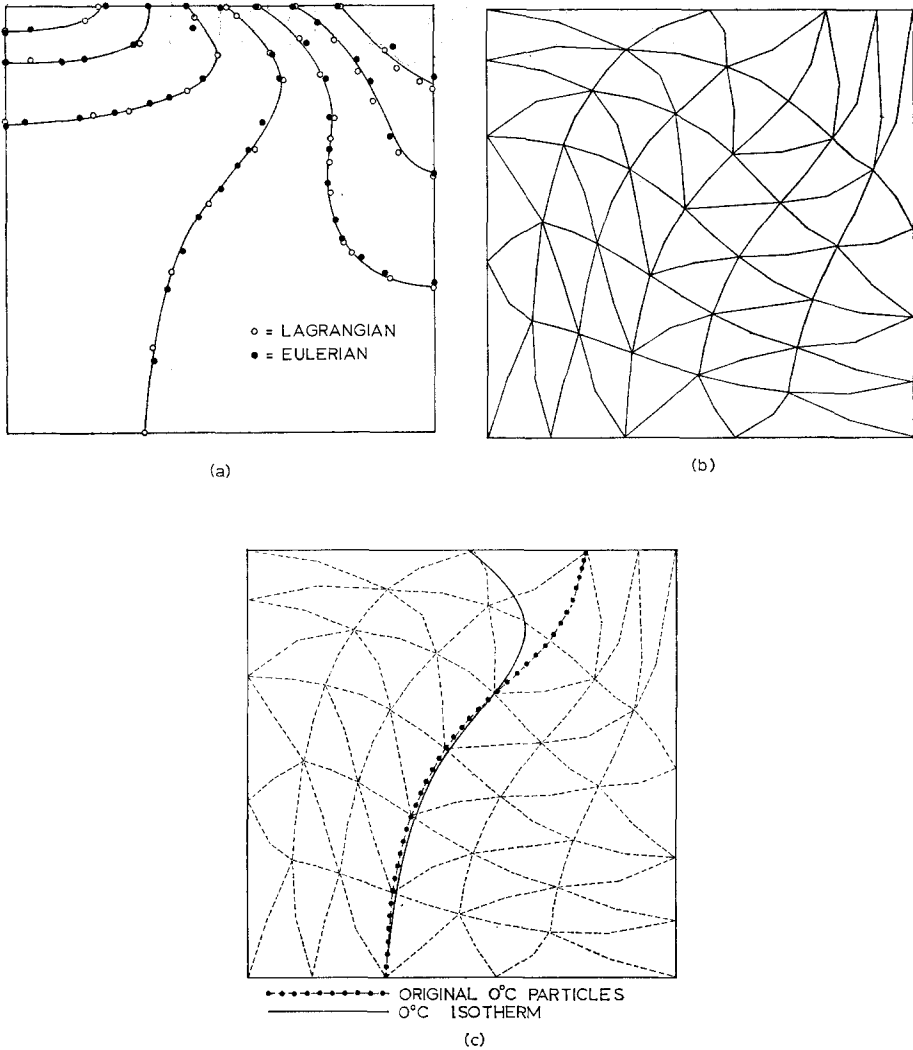 ○ = LAGRANGIAN
● = EULERIAN
(a)
(b)
ORIGINAL 0°C PARTICLES
0°C ISOTHERM
(c)